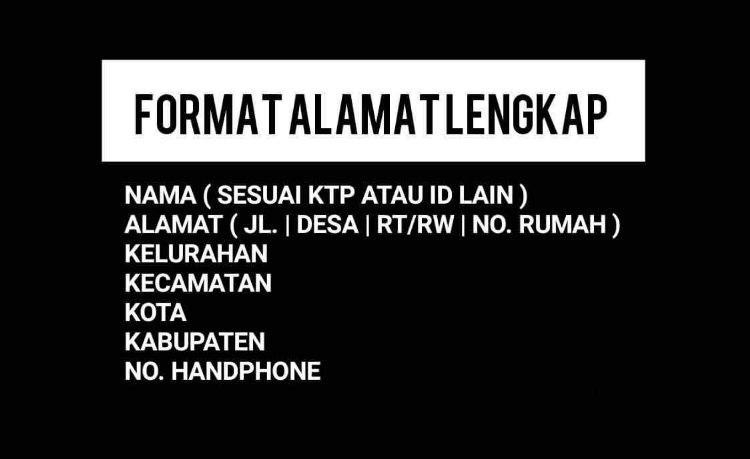 FORMAT ALAMAT LENGKAP
NAMA ( SESUAI KTP ATAU ID LAIN )
ALAMAT ( JL. | DESA | RT/RW | NO. RUMAH )
KELURAHAN
KECAMATAN
KOTA
KABUPATEN
NO. HANDPHONE